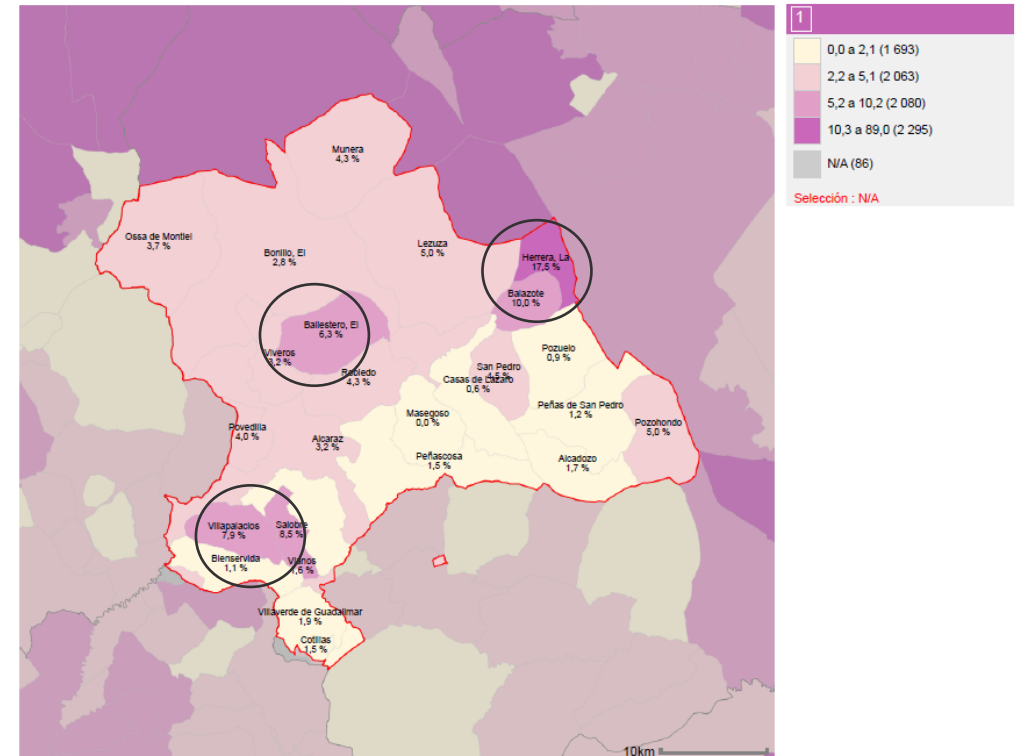 1
0,0 a 2,1 (1 693)
2,2 a 5,1 (2 063)
5,2 a 10,2 (2 080)
10,3 a 89,0 (2 295)
N/A (86)
Selección : N/A
Munera
4,3 %
Ossa de Montiel
3,7 %
Bonillo, El
2,8 %
Lezuza
5,0 %
Herrera, La
17,5 %
Balazote
10,0 %
Ballestero, El
6,3 %
Viveros
3,2 %
Robledo
4,3 %
Pozuelo
0,9 %
San Pedro
4,5 %
Casas de Lázaro
0,6 %
Masegoso
0,0 %
Peñas de San Pedro
1,2 %
Pozohondo
5,0 %
Povedilla
4,0 %
Alcaraz
3,2 %
Peñascosa
1,5 %
Alcadozo
1,7 %
Villapalacios
7,9 %
Salobre
8,5 %
Bienservida
1,1 %
Vianos
1,6 %
Villaverde de Guadalimar
1,9 %
Cotillas
1,5 %
10km